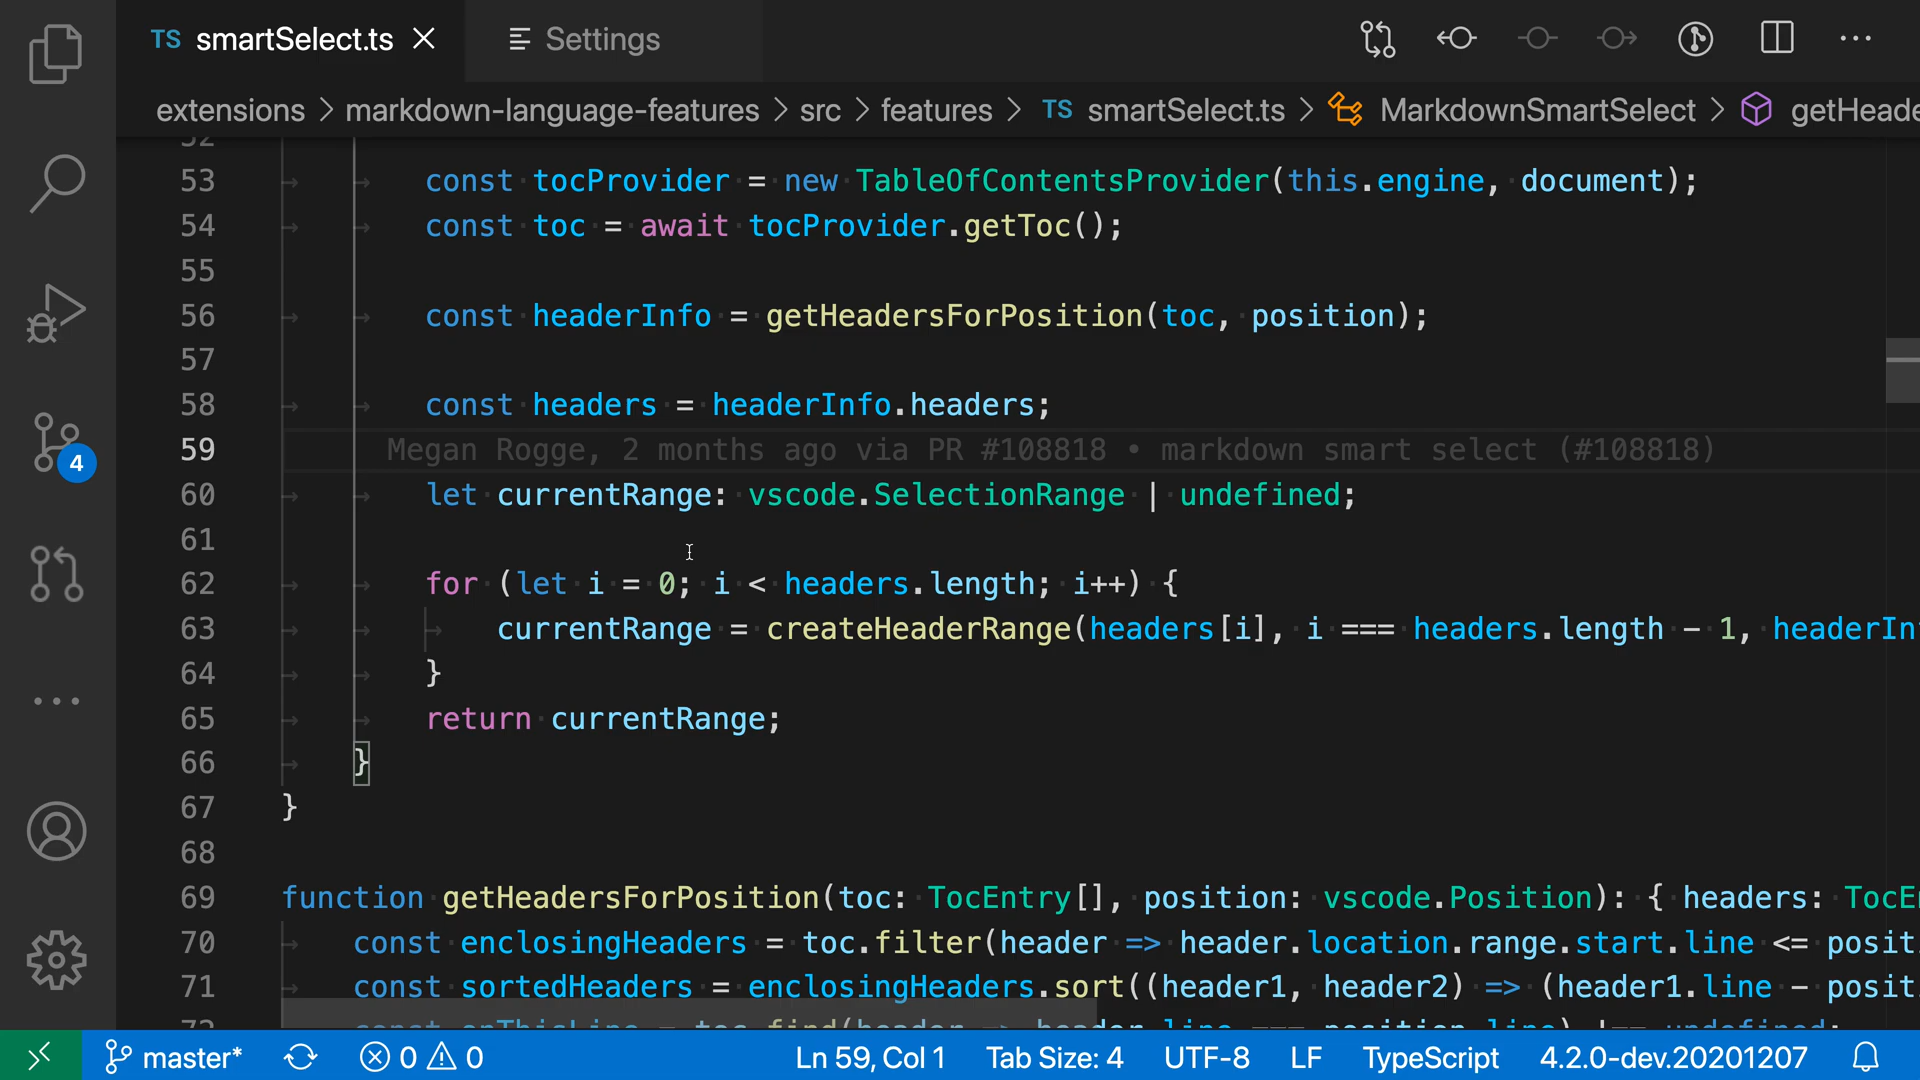 TS smartSelect.ts Settings
extensions > markdown-language-features > src > features > TS smartSelect.ts > MarkdownSmartSelect >
52
53 const tocProvider = new TableOfContentsProvider(this.engine, document);
54 const toc = await tocProvider.getToc();
55
56 const headerInfo = getHeadersForPosition(toc, position);
57
58 const headers = headerInfo.headers;
59 Megan Rogge, 2 months ago via PR #108818 • markdown smart select (#108818)
60 let currentRange: vscode.SelectionRange | undefined;
61
62 for (let i = 0; i < headers.length; i++) {
63 currentRange = createHeaderRange(headers[i], i === headers.length - 1, headerIn
64 }
65 return currentRange;
66 }
67 }
68
69 function getHeadersForPosition(toc: TocEntry[], position: vscode.Position): { headers: TocE
70 const enclosingHeaders = toc.filter(header => header.location.range.start.line <= posit
71 const sortedHeaders = enclosingHeaders.sort((header1, header2) => (header1.line - posit
4
master* 0 0 Ln 59, Col 1 Tab Size: 4 UTF-8 LF TypeScript 4.2.0-dev.20201207